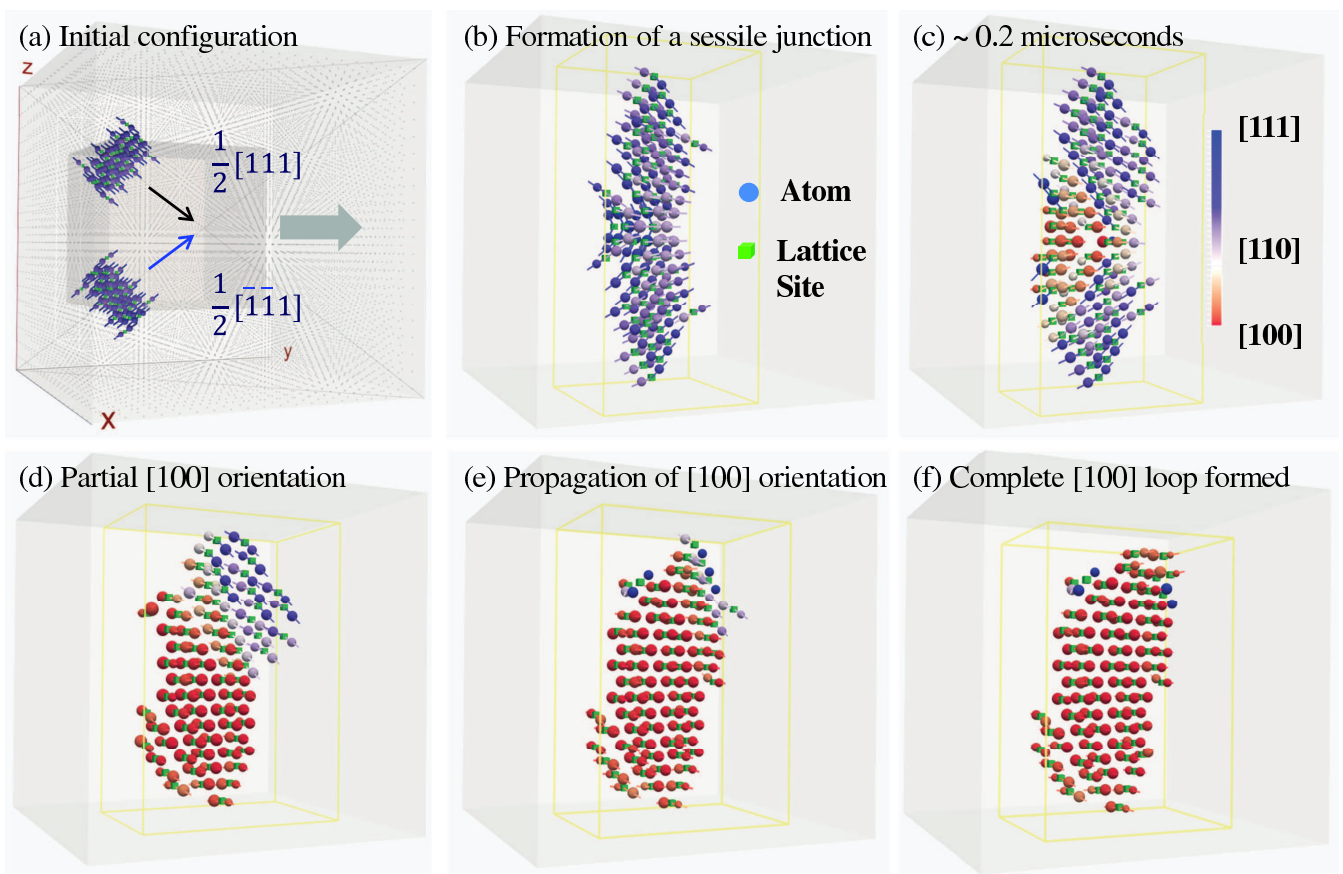 (a) Initial configuration
z
1/2 [111]
1/2 [1̅1̅1]
y
X
(b) Formation of a sessile junction
Atom
Lattice
Site
(c) ~ 0.2 microseconds
[111]
[110]
[100]
(d) Partial [100] orientation
(e) Propagation of [100] orientation
(f) Complete [100] loop formed